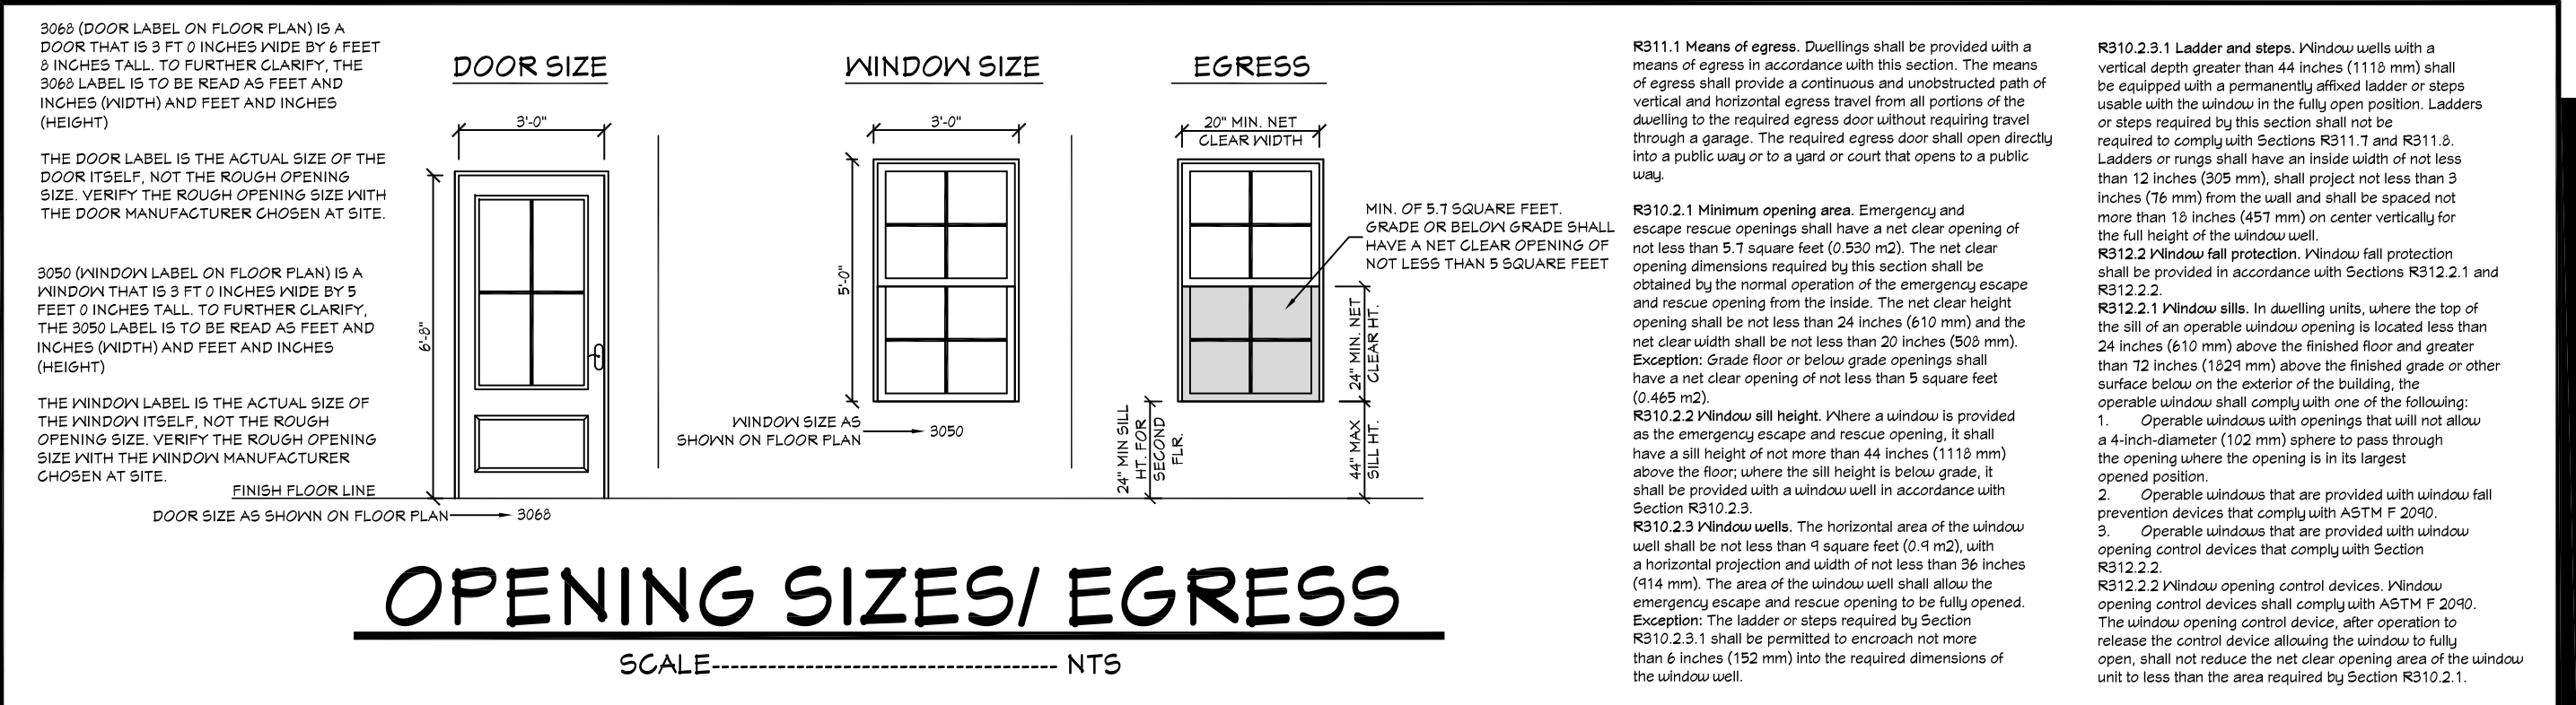 3068 (DOOR LABEL ON FLOOR PLAN) IS A
DOOR THAT IS 3 FT 0 INCHES WIDE BY 6 FEET
8 INCHES TALL. TO FURTHER CLARIFY, THE
3068 LABEL IS TO BE READ AS FEET AND
INCHES (WIDTH) AND FEET AND INCHES
(HEIGHT)
THE DOOR LABEL IS THE ACTUAL SIZE OF THE
DOOR ITSELF, NOT THE ROUGH OPENING
SIZE. VERIFY THE ROUGH OPENING SIZE WITH
THE DOOR MANUFACTURER CHOSEN AT SITE.
3050 (WINDOW LABEL ON FLOOR PLAN) IS A
WINDOW THAT IS 3 FT 0 INCHES WIDE BY 5
FEET 0 INCHES TALL. TO FURTHER CLARIFY,
THE 3050 LABEL IS TO BE READ AS FEET AND
INCHES (WIDTH) AND FEET AND INCHES
(HEIGHT)
THE WINDOW LABEL IS THE ACTUAL SIZE OF
THE WINDOW ITSELF, NOT THE ROUGH
OPENING SIZE. VERIFY THE ROUGH OPENING
SIZE WITH THE WINDOW MANUFACTURER
CHOSEN AT SITE.
FINISH FLOOR LINE
DOOR SIZE AS SHOWN ON FLOOR PLAN
3068
DOOR SIZE
3'-0"
6'-8"
WINDOW SIZE
3'-0"
5'-0"
WINDOW SIZE AS
SHOWN ON FLOOR PLAN
3050
EGRESS
20" MIN. NET
CLEAR WIDTH
MIN. OF 5.7 SQUARE FEET.
GRADE OR BELOW GRADE SHALL
HAVE A NET CLEAR OPENING OF
NOT LESS THAN 5 SQUARE FEET
24" MIN. NET
CLEAR HT.
24" MIN SILL
HT. FOR
SECOND
FLR.
44" MAX
SILL HT.
OPENING SIZES/ EGRESS
SCALE------------------------------------- NTS
R311.1 Means of egress. Dwellings shall be provided with a
means of egress in accordance with this section. The means
of egress shall provide a continuous and unobstructed path of
vertical and horizontal egress travel from all portions of the
dwelling to the required egress door without requiring travel
through a garage. The required egress door shall open directly
into a public way or to a yard or court that opens to a public
way.
R310.2.1 Minimum opening area. Emergency and
escape rescue openings shall have a net clear opening of
not less than 5.7 square feet (0.530 m2). The net clear
opening dimensions required by this section shall be
obtained by the normal operation of the emergency escape
and rescue opening from the inside. The net clear height
opening shall be not less than 24 inches (610 mm) and the
net clear width shall be not less than 20 inches (508 mm).
Exception: Grade floor or below grade openings shall
have a net clear opening of not less than 5 square feet
(0.465 m2).
R310.2.2 Window sill height. Where a window is provided
as the emergency escape and rescue opening, it shall
have a sill height of not more than 44 inches (1118 mm)
above the floor; where the sill height is below grade, it
shall be provided with a window well in accordance with
Section R310.2.3.
R310.2.3 Window wells. The horizontal area of the window
well shall be not less than 9 square feet (0.9 m2), with
a horizontal projection and width of not less than 36 inches
(914 mm). The area of the window well shall allow the
emergency escape and rescue opening to be fully opened.
Exception: The ladder or steps required by Section
R310.2.3.1 shall be permitted to encroach not more
than 6 inches (152 mm) into the required dimensions of
the window well.
R310.2.3.1 Ladder and steps. Window wells with a
vertical depth greater than 44 inches (1118 mm) shall
be equipped with a permanently affixed ladder or steps
usable with the window in the fully open position. Ladders
or steps required by this section shall not be
required to comply with Sections R311.7 and R311.8.
Ladders or rungs shall have an inside width of not less
than 12 inches (305 mm), shall project not less than 3
inches (76 mm) from the wall and shall be spaced not
more than 18 inches (457 mm) on center vertically for
the full height of the window well.
R312.2 Window fall protection. Window fall protection
shall be provided in accordance with Sections R312.2.1 and
R312.2.2.
R312.2.1 Window sills. In dwelling units, where the top of
the sill of an operable window opening is located less than
24 inches (610 mm) above the finished floor and greater
than 72 inches (1829 mm) above the finished grade or other
surface below on the exterior of the building, the
operable window shall comply with one of the following:
1. Operable windows with openings that will not allow
a 4-inch-diameter (102 mm) sphere to pass through
the opening where the opening is in its largest
opened position.
2. Operable windows that are provided with window fall
prevention devices that comply with ASTM F 2090.
3. Operable windows that are provided with window
opening control devices that comply with Section
R312.2.2.
R312.2.2 Window opening control devices. Window
opening control devices shall comply with ASTM F 2090.
The window opening control device, after operation to
release the control device allowing the window to fully
open, shall not reduce the net clear opening area of the window
unit to less than the area required by Section R310.2.1.